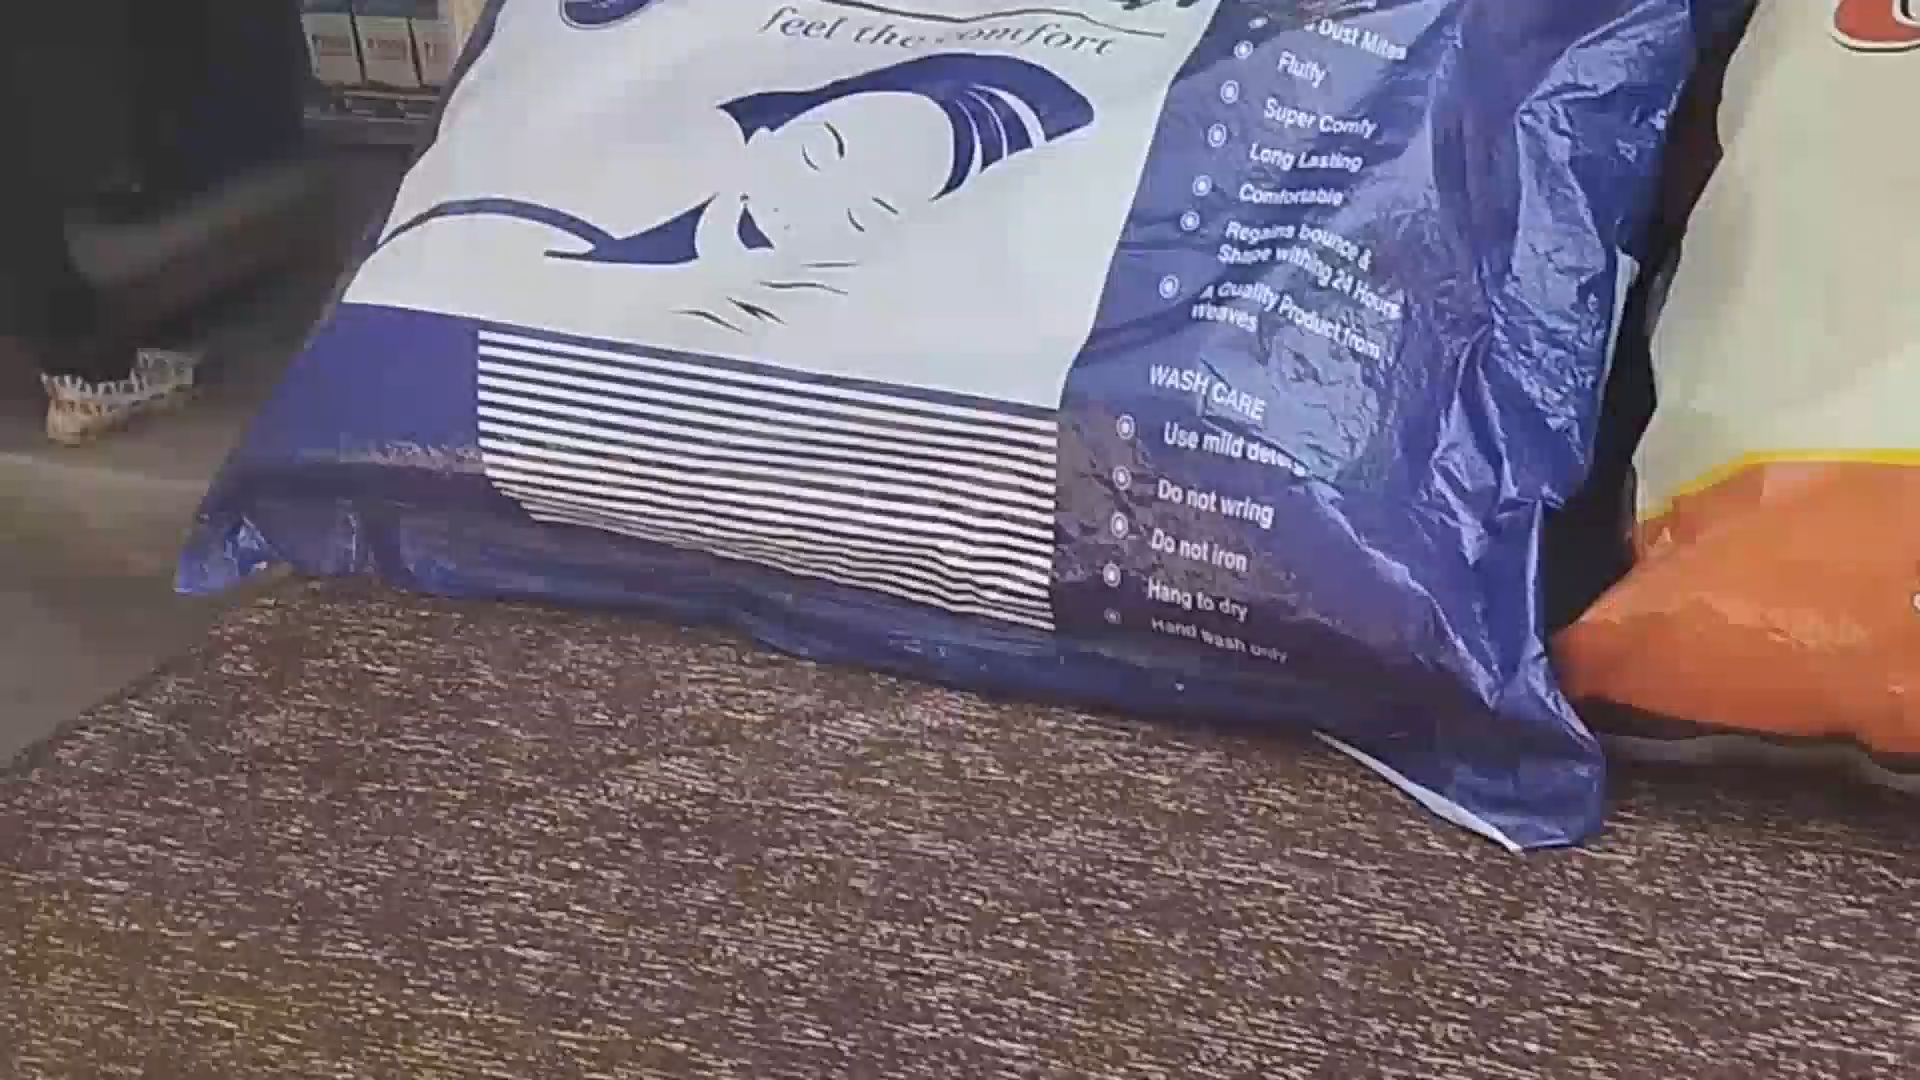 feel the comfort
Dust Mites
Fluffy
Super Comfy
Long Lasting
Comfortable
Regains bounce &
Shape withing 24 Hours
A Quality Product from
Weaves
WASH CARE
Use mild
Do not wring
Do not iron
Hang to dry
Hand wash only